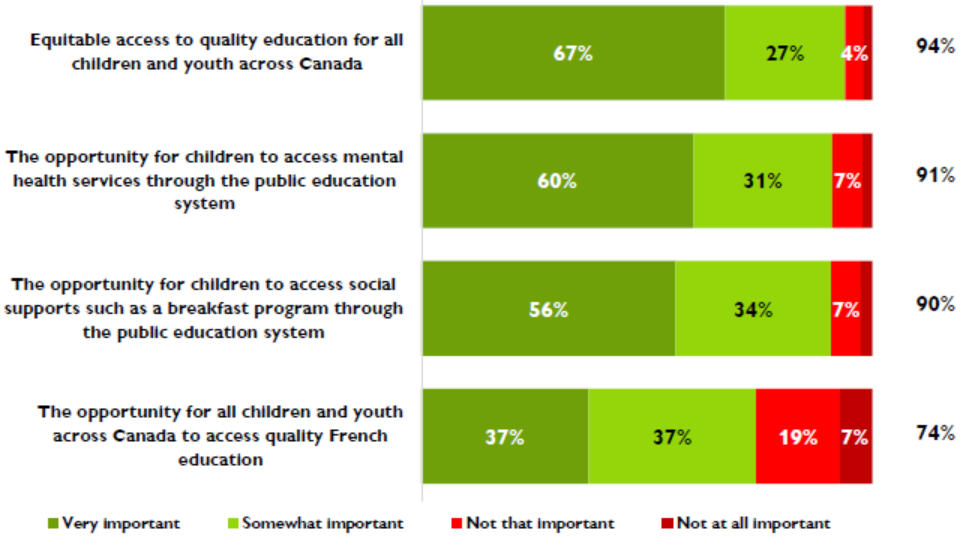 Equitable access to quality education for all
children and youth across Canada
67% 27% 4% 94%
The opportunity for children to access mental
health services through the public education
system
60% 31% 7% 91%
The opportunity for children to access social
supports such as a breakfast program through
the public education system
56% 34% 7% 90%
The opportunity for all children and youth
across Canada to access quality French
education
37% 37% 19% 7% 74%
Very important Somewhat important Not that important Not at all important